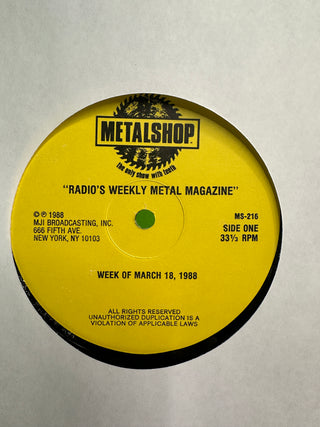 METALSHOP
the only show with teeth
"RADIO'S WEEKLY METAL MAGAZINE"
©℗ 1988
MJI BROADCASTING, INC.
666 FIFTH AVE.
NEW YORK, NY 10103
MS-216
SIDE ONE
33⅓ RPM
WEEK OF MARCH 18, 1988
ALL RIGHTS RESERVED
UNAUTHORIZED DUPLICATION IS A
VIOLATION OF APPLICABLE LAWS